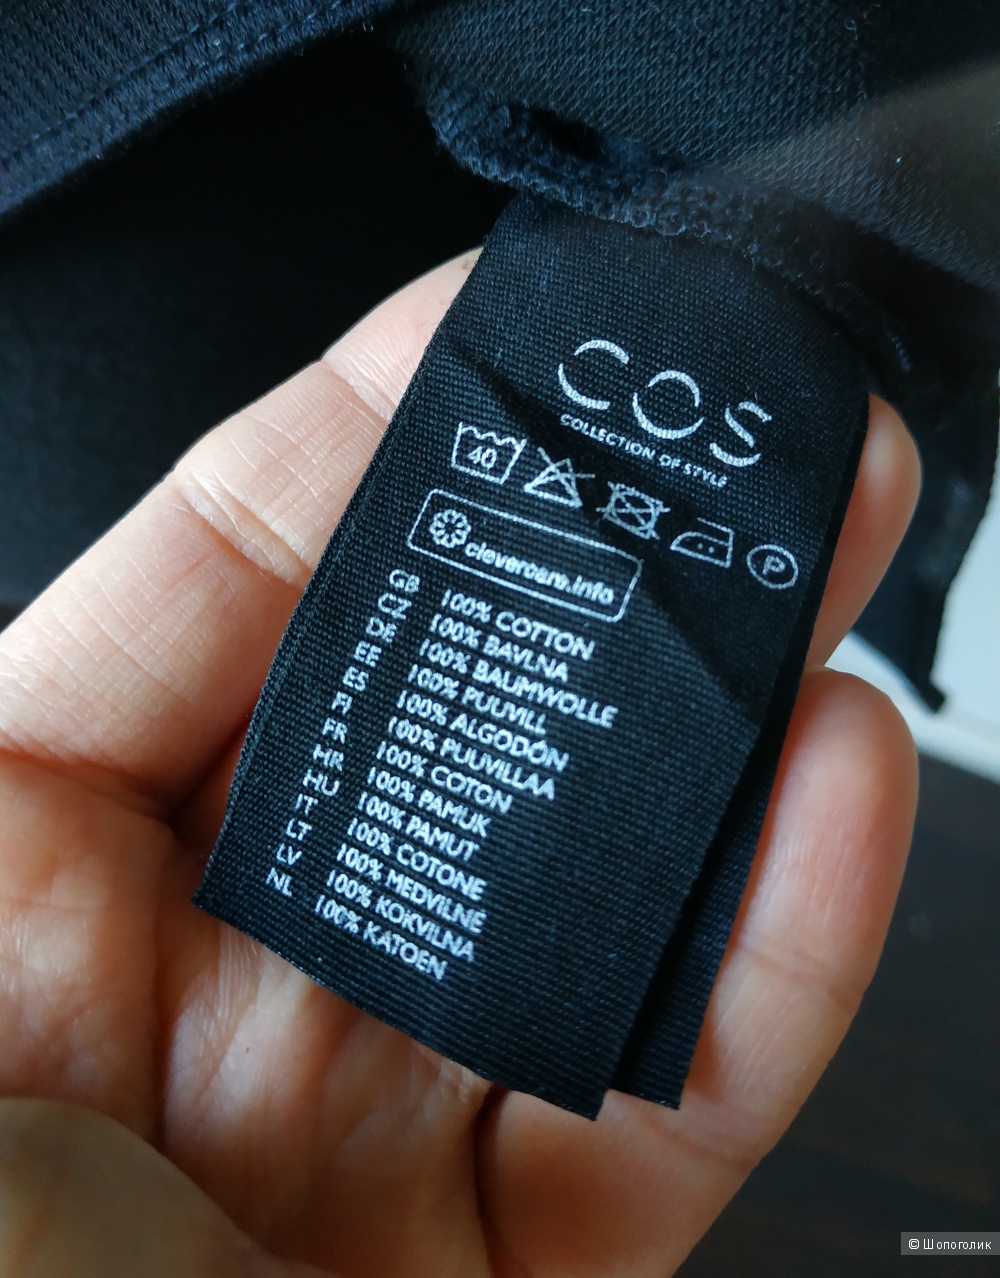 COS
COLLECTION OF STYLE
40
P
clevercare.info
GB 100% COTTON
CZ 100% BAVLNA
DE 100% BAUMWOLLE
EE 100% PUUVILL
ES 100% ALGODÓN
FI 100% PUUVILLAA
FR 100% COTON
HR 100% PAMUK
HU 100% PAMUT
IT 100% COTONE
LT 100% MEDVILNĖ
LV 100% KOKVILNA
NL 100% KATOEN
© Шопоголик